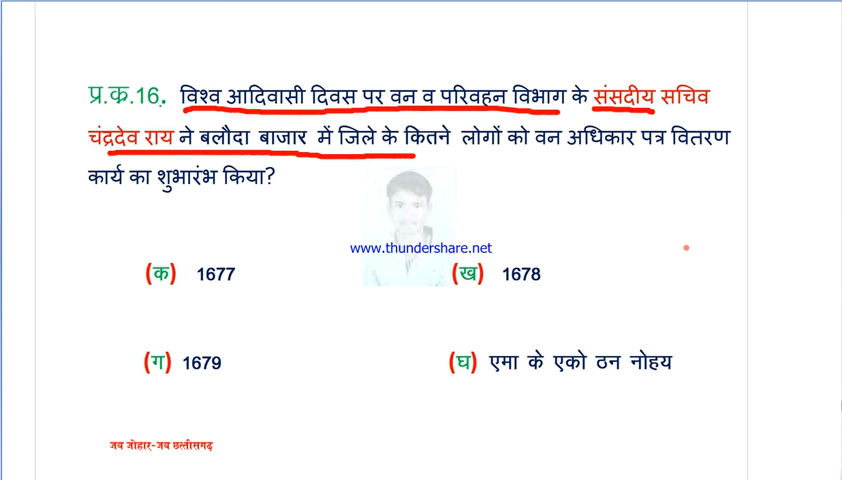 प्र.क्र.16. विश्व आदिवासी दिवस पर वन व परिवहन विभाग के संसदीय सचिव
चंद्रदेव राय ने बलौदा बाजार में जिले के कितने लोगों को वन अधिकार पत्र वितरण
कार्य का शुभारंभ किया?
www.thundershare.net
(क) 1677 (ख) 1678
(ग) 1679 (घ) एमा के एको ठन नोहय
जय जोहार-जय छत्तीसगढ़